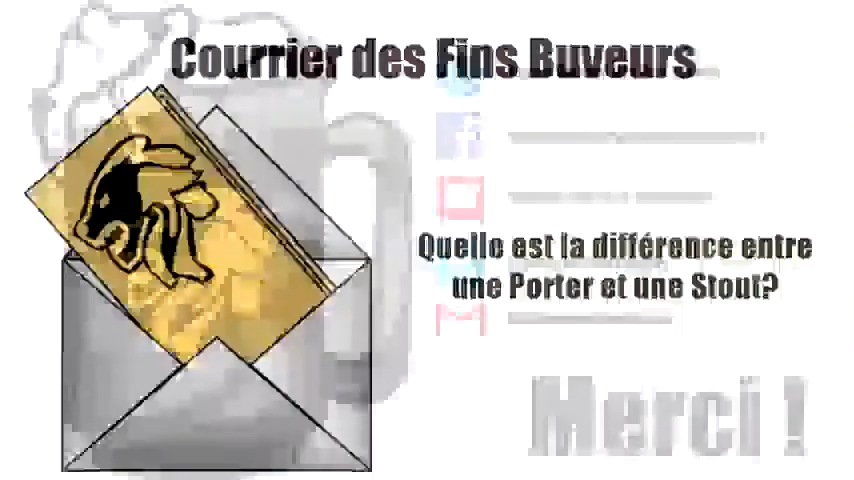 Courrier des Fins Buveurs
Quelle est la différence entre
une Porter et une Stout?
Merci !